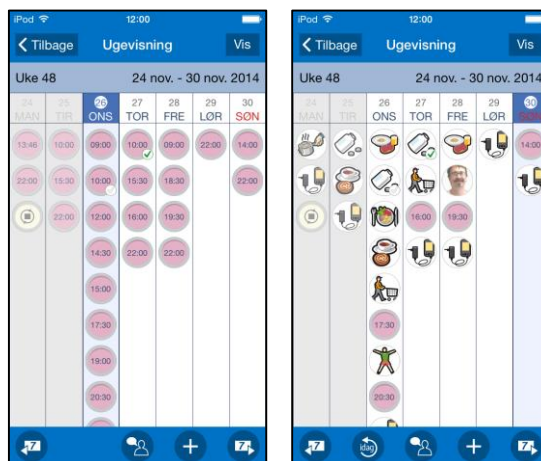 iPod 12:00
Tilbage Ugevisning Vis
Uke 48 24 nov. - 30 nov. 2014
24 25 26 27 28 29 30
MAN TIR ONS TOR FRE LØR SØN
13:46 10:00 09:00 10:00 09:00 22:00 14:00
22:00 15:30 10:00 15:30 18:30 22:00
22:00 12:00 16:00 19:30
14:30 22:00 22:00
15:00
17:30
19:00
20:30
7 7
iPod 12:00
Tilbage Ugevisning Vis
Uke 48 24 nov. - 30 nov. 2014
24 25 26 27 28 29 30
MAN TIR ONS TOR FRE LØR SØN
14:00
16:00 19:30
17:30
20:30
7 idag 7